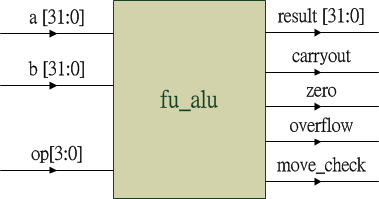 a [31:0]
b [31:0]
op[3:0]
fu_alu
result [31:0]
carryout
zero
overflow
move_check